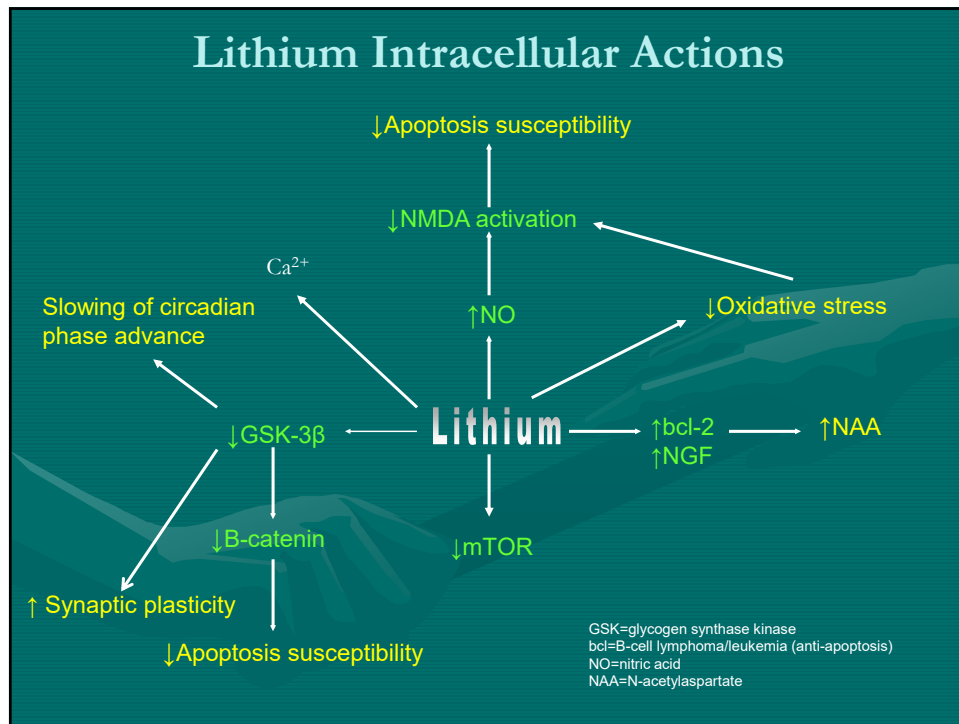 Lithium Intracellular Actions
↓Apoptosis susceptibility
↓NMDA activation
Ca²⁺
Slowing of circadian
phase advance
↑NO
↓Oxidative stress
↓GSK-3β
Lithium
↑bcl-2
↑NGF
↑NAA
↓B-catenin
↓mTOR
↑ Synaptic plasticity
↓Apoptosis susceptibility
GSK=glycogen synthase kinase
bcl=B-cell lymphoma/leukemia (anti-apoptosis)
NO=nitric acid
NAA=N-acetylaspartate